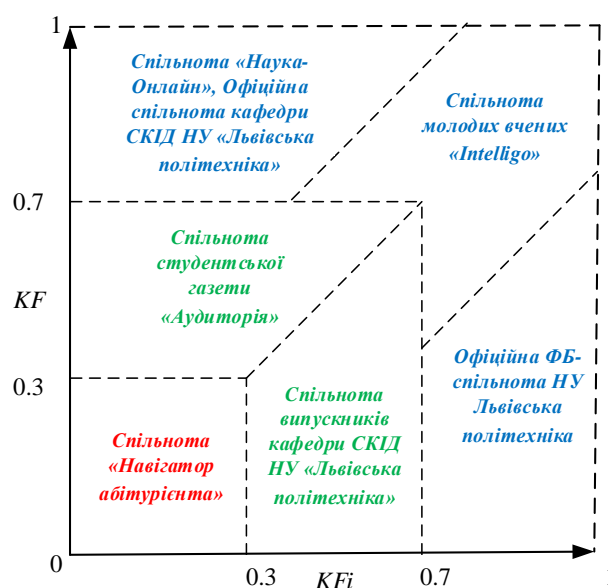 1
Спільнота «Наука-
Онлайн», Офіційна
спільнота кафедри
СКІД НУ «Львівська
політехніка»
Спільнота
молодих вчених
«Intelligo»
0.7
Спільнота
студентської
газети
«Аудиторія»
KF
Офіційна ФБ-
спільнота НУ
Львівська
політехніка
0.3
Спільнота
випускників
кафедри СКІД
НУ «Львівська
політехніка»
Спільнота
«Навігатор
абітурієнта»
0
0.3
KFi
0.7